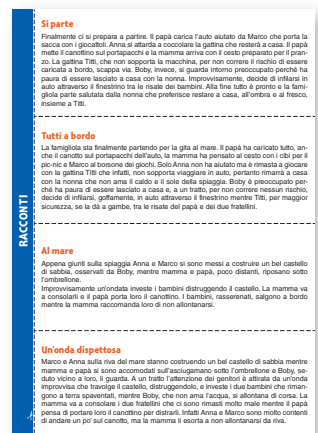 Si parte
Finalmente ci si prepara a partire. Il papà carica l'auto aiutato da Marco che porta la
sacca con i giocattoli. Anna si attarda a coccolare la gattina che resterà a casa. Il papà
mette il canottino sul portapacchi e la mamma arriva con il cesto preparato per il pran-
zo. La gattina Titti, che non sopporta la macchina, per non correre il rischio di essere
caricata a bordo, scappa via. Boby, invece, si guarda intorno preoccupato perché ha
paura di essere lasciato a casa con la nonna. Improvvisamente, decide di infilarsi in
auto attraverso il finestrino tra le risate dei bambini. Alla fine tutto è pronto e la fami-
gliola parte salutata dalla nonna che preferisce restare a casa, all'ombra e al fresco,
insieme a Titti.
Tutti a bordo
La famigliola sta finalmente partendo per la gita al mare. Il papà ha caricato tutto, an-
che il canotto sul portapacchi dell'auto, la mamma ha pensato al cesto con i cibi per il
pic-nic e Marco al borsone dei giochi. Solo Anna non ha aiutato ma è rimasta a giocare
con la gattina Titti che infatti, non sopporta viaggiare in auto, pertanto rimarrà a casa
con la nonna che non ama il caldo e il sole della spiaggia. Boby è preoccupato per-
ché ha paura di essere lasciato a casa e, a un tratto, per non correre nessun rischio,
decide di infilarsi, goffamente, in auto attraverso il finestrino mentre Titti, per maggior
sicurezza, se la dà a gambe, tra le risate del papà e dei due fratellini.
RACCONTI
Al mare
Appena giunti sulla spiaggia Anna e Marco si sono messi a costruire un bel castello
di sabbia, osservati da Boby, mentre mamma e papà, poco distanti, riposano sotto
l'ombrellone.
Improvvisamente un'ondata investe i bambini distruggendo il castello. La mamma va
a consolarli e il papà porta loro il canottino. I bambini, rasserenati, salgono a bordo
mentre la mamma raccomanda loro di non allontanarsi.
Un'onda dispettosa
Marco e Anna sulla riva del mare stanno costruendo un bel castello di sabbia mentre
mamma e papà si sono accomodati sull'asciugamano sotto l'ombrellone e Boby, se-
duto vicino a loro, li guarda. A un tratto l'attenzione dei genitori è attirata da un'onda
improvvisa che travolge il castello, distruggendolo, e investe i due bambini che riman-
gono a terra spaventati, mentre Boby, che non ama l'acqua, si allontana di corsa. La
mamma va a consolare i due fratellini che ci sono rimasti molto male mentre il papà
pensa di portare loro il canottino per distrarli. Infatti Anna e Marco sono molto contenti
di andare un po' sul canotto, ma la mamma li esorta a non allontanarsi da riva.